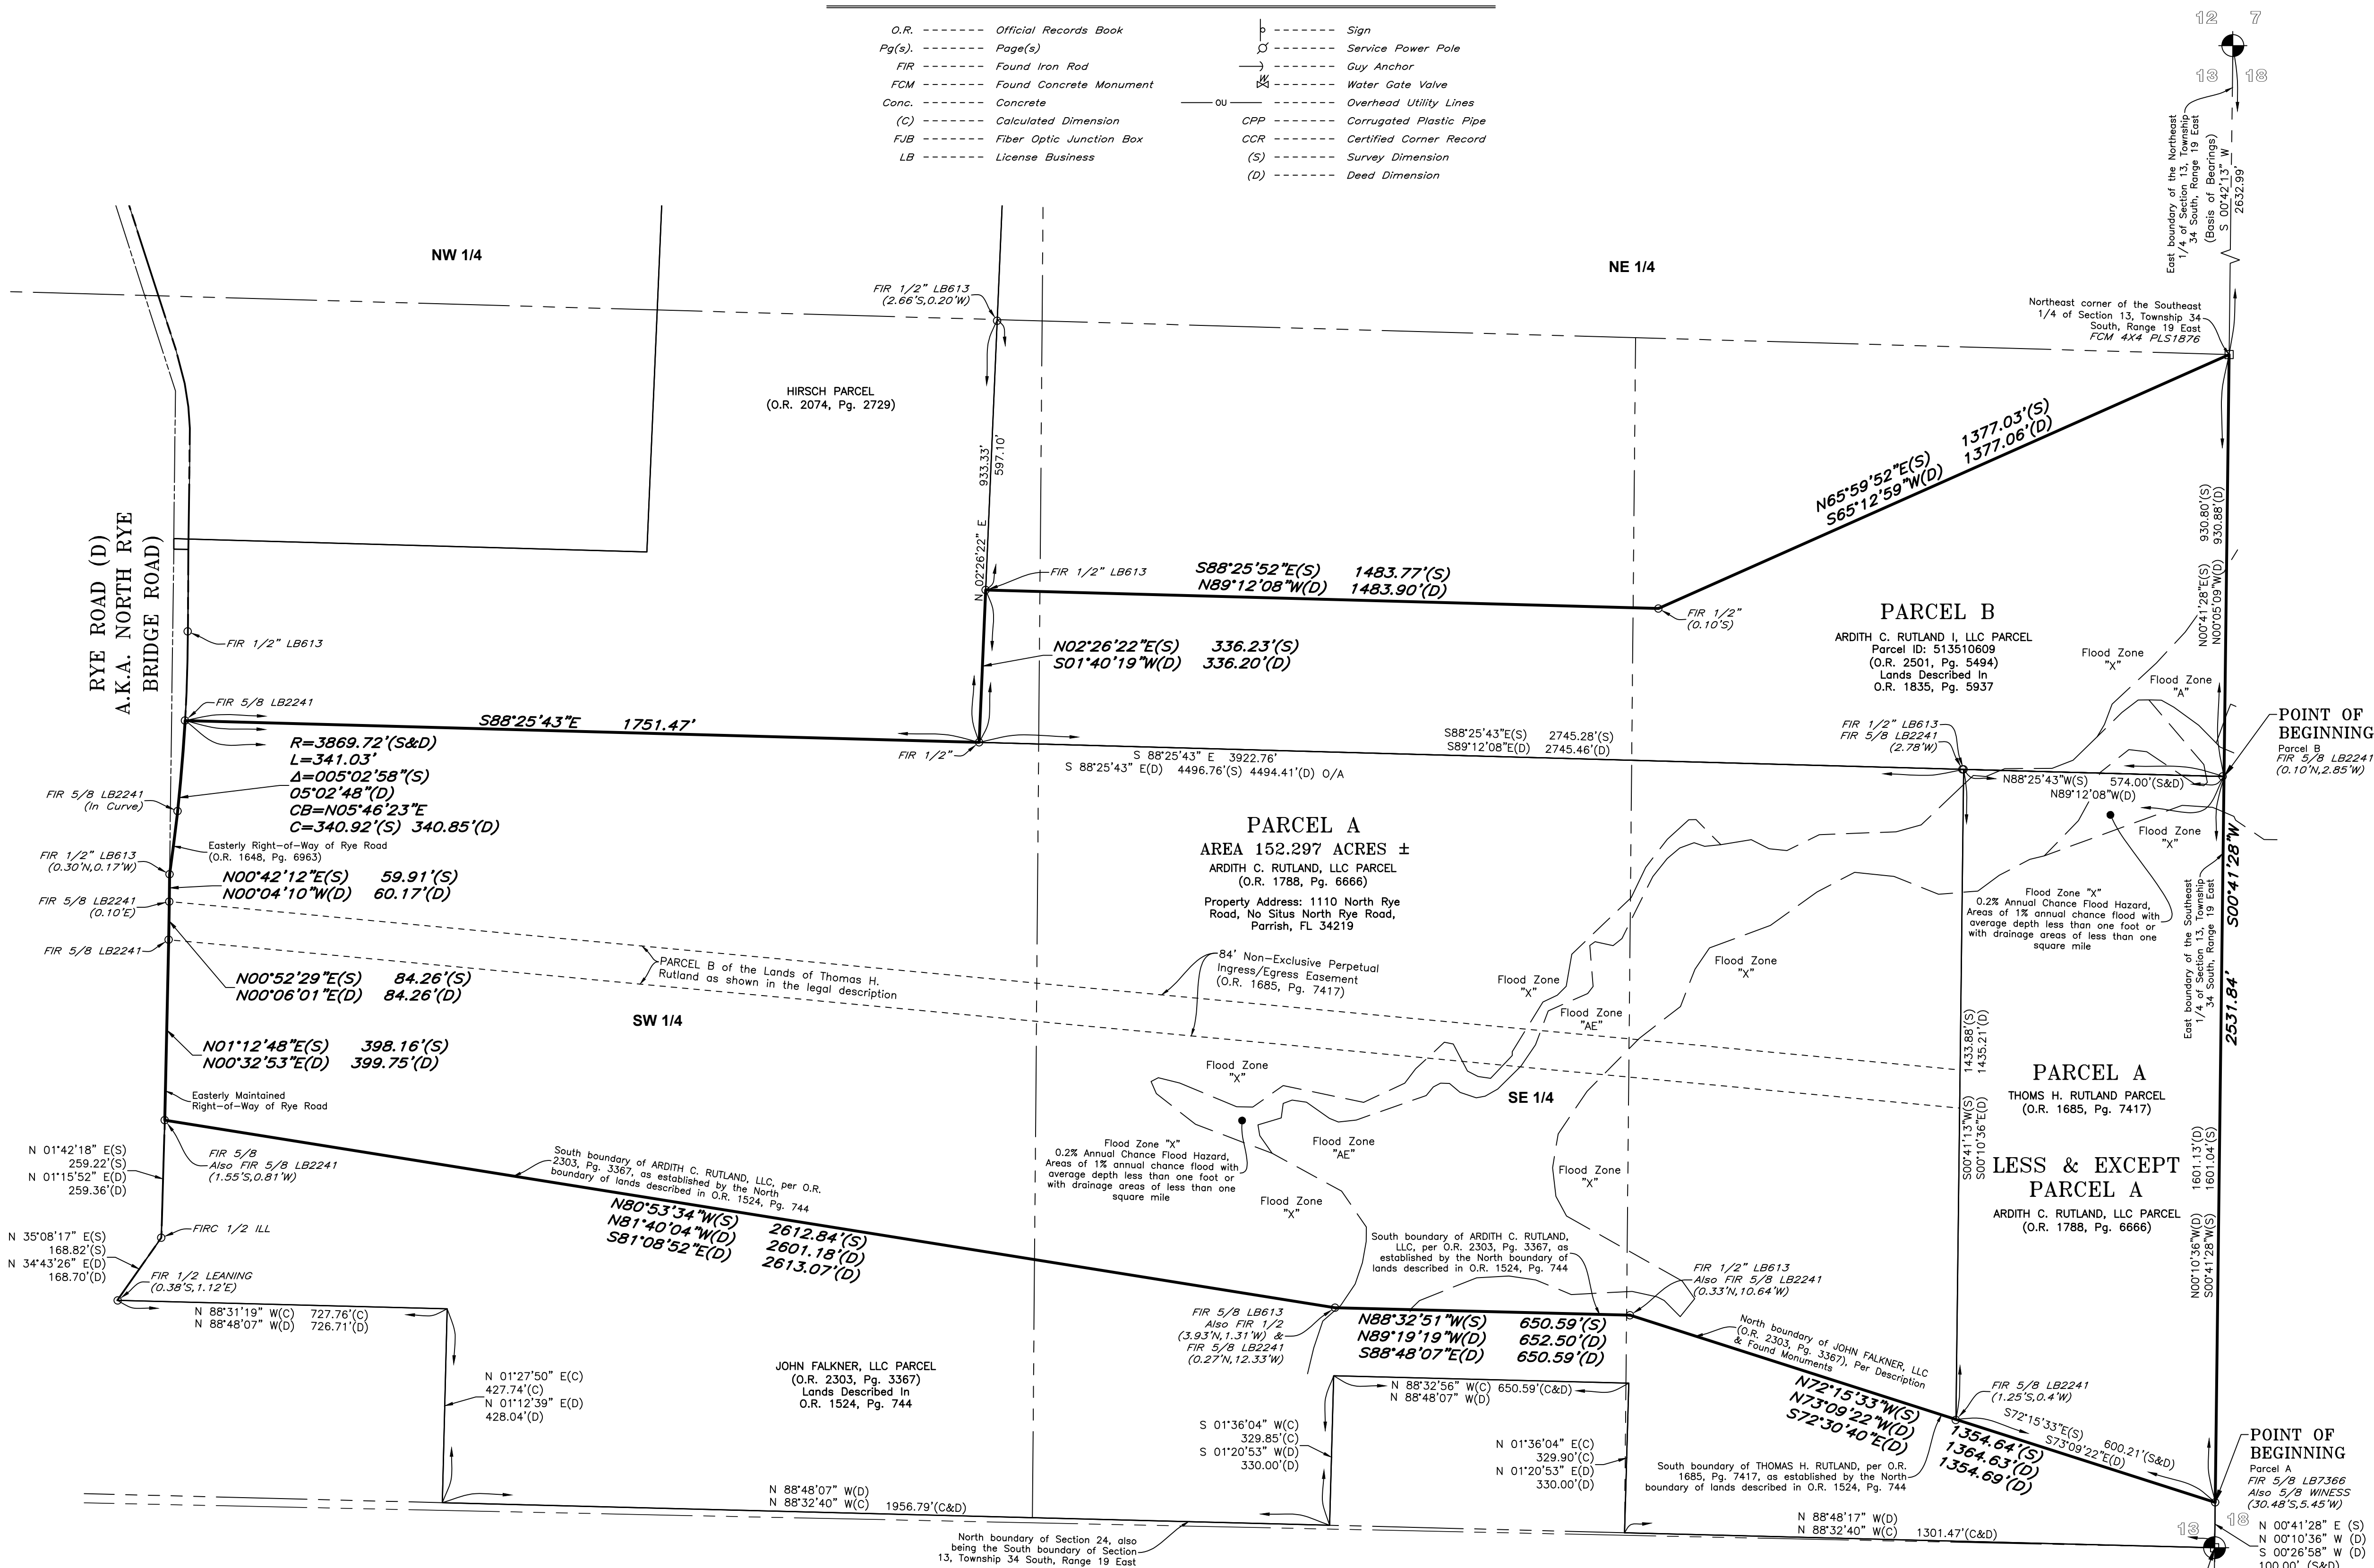 O.R. ------- Official Records Book
Pg(s). ------- Page(s)
FIR ------- Found Iron Rod
FCM ------- Found Concrete Monument
Conc. ------- Concrete
(C) ------- Calculated Dimension
FJB ------- Fiber Optic Junction Box
LB ------- License Business
------- Sign
------- Service Power Pole
------- Guy Anchor
W ------- Water Gate Valve
OU ------- Overhead Utility Lines
CPP ------- Corrugated Plastic Pipe
CCR ------- Certified Corner Record
(S) ------- Survey Dimension
(D) ------- Deed Dimension
12 7
13 18
East boundary of the Northeast
1/4 of Section 13, Township
34 South, Range 19 East
(Basis of Bearings)
S 00°42'13" W
2632.99'
NW 1/4
NE 1/4
FIR 1/2" LB613
(2.66'S,0.20'W)
Northeast corner of the Southeast
1/4 of Section 13, Township 34
South, Range 19 East
FCM 4X4 PLS1876
HIRSCH PARCEL
(O.R. 2074, Pg. 2729)
933.33'
597.10'
N 02°26'22" E
N65°59'52"E(S) 1377.03'(S)
S65°12'59"W(D) 1377.06'(D)
RYE ROAD (D)
A.K.A. NORTH RYE
BRIDGE ROAD)
FIR 1/2" LB613
FIR 1/2" LB613
S88°25'52"E(S) 1483.77'(S)
N89°12'08"W(D) 1483.90'(D)
FIR 1/2"
(0.10'S)
N00°41'28"E(S) 930.80'(S)
N00°05'09"W(D) 930.88'(D)
PARCEL B
ARDITH C. RUTLAND I, LLC PARCEL
Parcel ID: 513510609
(O.R. 2501, Pg. 5494)
Lands Described In
O.R. 1835, Pg. 5937
Flood Zone
"X"
Flood Zone
"A"
N02°26'22"E(S) 336.23'(S)
S01°40'19"W(D) 336.20'(D)
FIR 5/8 LB2241
S88°25'43"E 1751.47'
FIR 1/2"
R=3869.72'(S&D)
L=341.03'
Δ=005°02'58"(S)
05°02'48"(D)
CB=N05°46'23"E
C=340.92'(S) 340.85'(D)
S88°25'43"E(S) 2745.28'(S)
S89°12'08"E(D) 2745.46'(D)
S 88°25'43" E 3922.76'
S 88°25'43" E(D) 4496.76'(S) 4494.41'(D) O/A
FIR 1/2" LB613
FIR 5/8 LB2241
(2.78'W)
N88°25'43"W(S) 574.00'(S&D)
N89°12'08"W(D)
POINT OF
BEGINNING
Parcel B
FIR 5/8 LB2241
(0.10'N,2.85'W)
FIR 5/8 LB2241
(In Curve)
Easterly Right-of-Way of Rye Road
(O.R. 1648, Pg. 6963)
FIR 1/2" LB613
(0.30'N,0.17'W)
N00°42'12"E(S) 59.91'(S)
N00°04'10"W(D) 60.17'(D)
FIR 5/8 LB2241
(0.10'E)
FIR 5/8 LB2241
PARCEL A
AREA 152.297 ACRES ±
ARDITH C. RUTLAND, LLC PARCEL
(O.R. 1788, Pg. 6666)
Property Address: 1110 North Rye
Road, No Situs North Rye Road,
Parrish, FL 34219
Flood Zone
"X"
Flood Zone "X"
0.2% Annual Chance Flood Hazard,
Areas of 1% annual chance flood with
average depth less than one foot or
with drainage areas of less than one
square mile
East boundary of the Southeast
1/4 of Section 13, Township
34 South, Range 19 East
S00°41'28"W
2531.84'
N00°52'29"E(S) 84.26'(S)
N00°06'01"E(D) 84.26'(D)
PARCEL B of the Lands of Thomas H.
Rutland as shown in the legal description
84' Non-Exclusive Perpetual
Ingress/Egress Easement
(O.R. 1685, Pg. 7417)
Flood Zone
"X"
Flood Zone
"X"
Flood Zone
"AE"
SW 1/4
SE 1/4
N01°12'48"E(S) 398.16'(S)
N00°32'53"E(D) 399.75'(D)
Easterly Maintained
Right-of-Way of Rye Road
Flood Zone
"X"
S00°41'13"W(S) 1433.88'(S)
S00°10'36"E(D) 1435.21'(D)
PARCEL A
THOMS H. RUTLAND PARCEL
(O.R. 1685, Pg. 7417)
LESS & EXCEPT
PARCEL A
ARDITH C. RUTLAND, LLC PARCEL
(O.R. 1788, Pg. 6666)
N00°10'36"W(D) 1601.13'(D)
S00°41'28"W(S) 1601.04'(S)
N 01°42'18" E(S)
259.22'(S)
N 01°15'52" E(D)
259.36'(D)
FIR 5/8
Also FIR 5/8 LB2241
(1.55'S,0.81'W)
South boundary of ARDITH C. RUTLAND, LLC, per O.R.
2303, Pg. 3367, as established by the North
boundary of lands described in O.R. 1524, Pg. 744
N80°53'34"W(S) 2612.84'(S)
N81°40'04"W(D) 2601.18'(D)
S81°08'52"E(D) 2613.07'(D)
Flood Zone "X"
0.2% Annual Chance Flood Hazard,
Areas of 1% annual chance flood with
average depth less than one foot or
with drainage areas of less than one
square mile
Flood Zone
"AE"
Flood Zone
"X"
Flood Zone
"X"
FIRC 1/2 ILL
N 35°08'17" E(S)
168.82'(S)
N 34°43'26" E(D)
168.70'(D)
FIR 1/2 LEANING
(0.38'S,1.12'E)
N 88°31'19" W(C) 727.76'(C)
N 88°48'07" W(D) 726.71'(D)
South boundary of ARDITH C. RUTLAND,
LLC, per O.R. 2303, Pg. 3367, as
established by the North boundary of
lands described in O.R. 1524, Pg. 744
FIR 1/2" LB613
Also FIR 5/8 LB2241
(0.33'N,10.64'W)
FIR 5/8 LB613
Also FIR 1/2
(3.93'N,1.31'W) &
FIR 5/8 LB2241
(0.27'N,12.33'W)
N88°32'51"W(S) 650.59'(S)
N89°19'19"W(D) 652.50'(D)
S88°48'07"E(D) 650.59'(D)
North boundary of JOHN FALKNER, LLC
(O.R. 2303, Pg. 3367), Per Description
& Found Monuments
N72°15'33"W(S) 1354.64'(S)
N73°09'22"W(D) 1364.63'(D)
S72°30'40"E(D) 1354.69'(D)
FIR 5/8 LB2241
(1.25'S,0.4'W)
S72°15'33"E(S) 600.21'(S&D)
S73°09'22"E(D)
N 01°27'50" E(C)
427.74'(C)
N 01°12'39" E(D)
428.04'(D)
JOHN FALKNER, LLC PARCEL
(O.R. 2303, Pg. 3367)
Lands Described In
O.R. 1524, Pg. 744
N 88°32'56" W(C) 650.59'(C&D)
N 88°48'07" W(D)
S 01°36'04" W(C)
329.85'(C)
S 01°20'53" W(D)
330.00'(D)
N 01°36'04" E(C)
329.90'(C)
N 01°20'53" E(D)
330.00'(D)
South boundary of THOMAS H. RUTLAND, per O.R.
1685, Pg. 7417, as established by the North
boundary of lands described in O.R. 1524, Pg. 744
POINT OF
BEGINNING
Parcel A
FIR 5/8 LB7366
Also 5/8 WINESS
(30.48'S,5.45'W)
N 88°48'07" W(D)
N 88°32'40" W(C) 1956.79'(C&D)
North boundary of Section 24, also
being the South boundary of Section
13, Township 34 South, Range 19 East
N 88°48'17" W(D)
N 88°32'40" W(C) 1301.47'(C&D)
13 18
N 00°41'28" E (S)
N 00°10'36" W (D)
S 00°26'58" W (D)
100.00' (S&D)